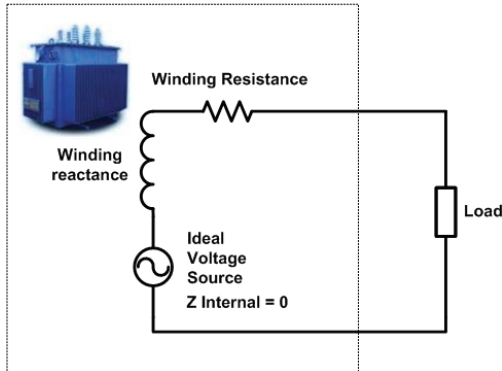 Winding Resistance
Winding
reactance
Ideal
Voltage
Source
Z Internal = 0
Load